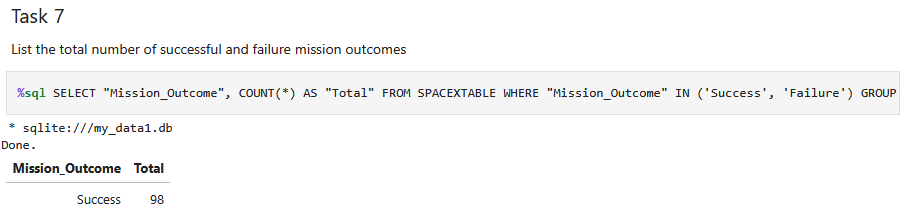 Task 7
List the total number of successful and failure mission outcomes
%sql SELECT "Mission_Outcome", COUNT(*) AS "Total" FROM SPACEXTABLE WHERE "Mission_Outcome" IN ('Success', 'Failure') GROUP
* sqlite:///my_data1.db
Done.
Mission_Outcome Total
Success 98